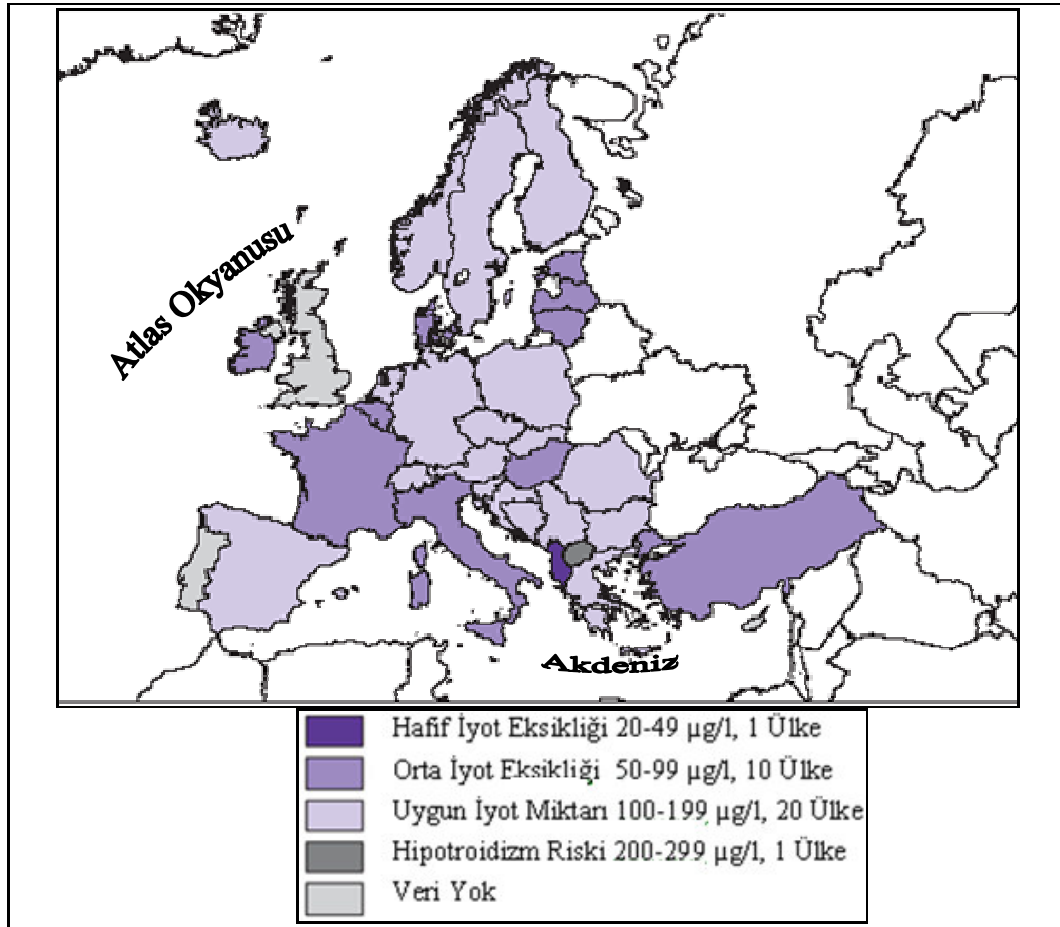 Atlas Okyanusu
Akdeniz
Hafif İyot Eksikliği 20-49 µg/l, 1 Ülke
Orta İyot Eksikliği 50-99 µg/l, 10 Ülke
Uygun İyot Miktarı 100-199 µg/l, 20 Ülke
Hipotroidizm Riski 200-299 µg/l, 1 Ülke
Veri Yok